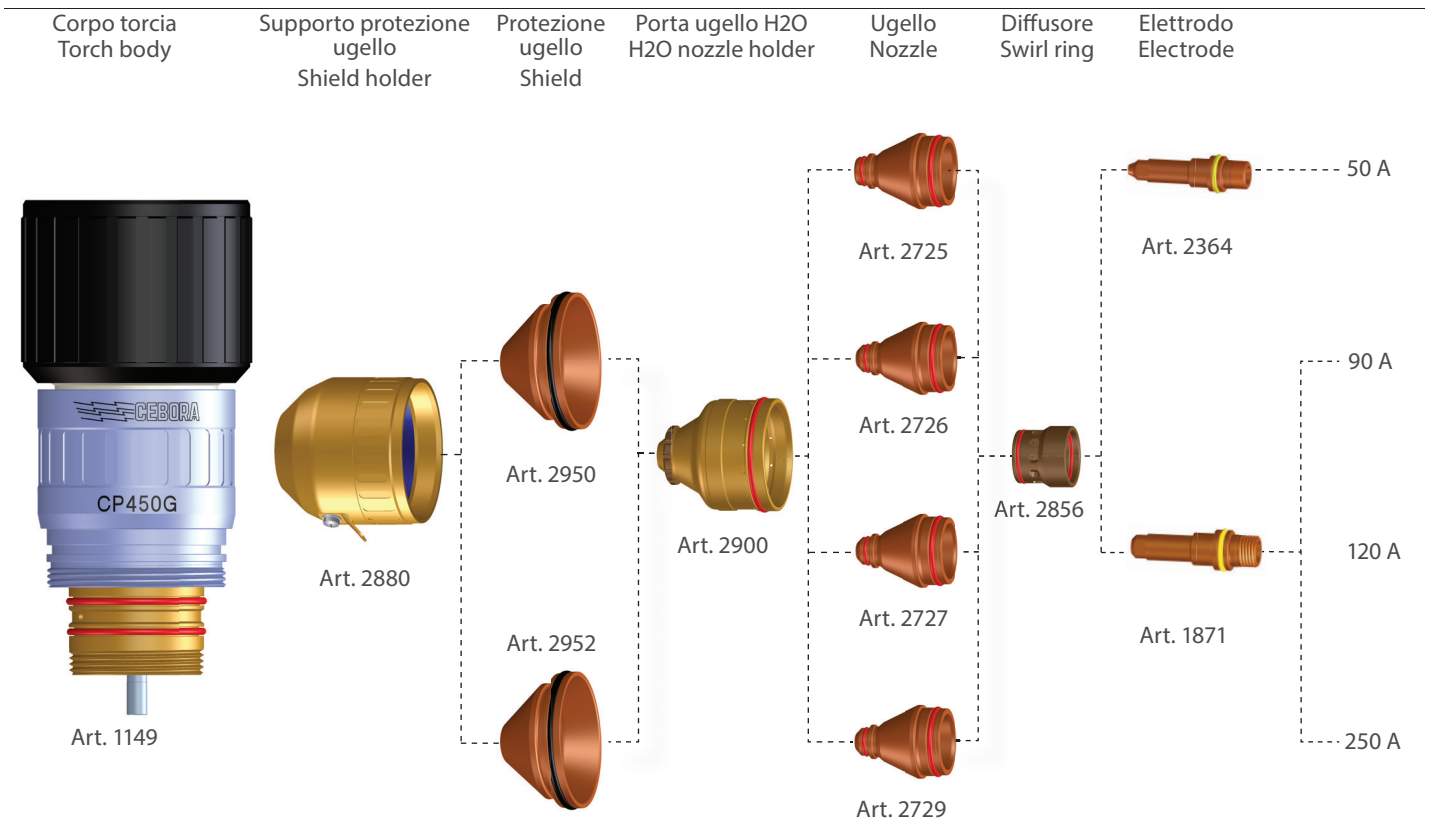 Corpo torcia
Torch body
Supporto protezione
ugello
Shield holder
Protezione
ugello
Shield
Porta ugello H2O
H2O nozzle holder
Ugello
Nozzle
Diffusore
Swirl ring
Elettrodo
Electrode
CEBORA
CP450G
Art. 1149
Art. 2880
Art. 2950
Art. 2952
Art. 2900
Art. 2725
Art. 2726
Art. 2727
Art. 2729
Art. 2856
Art. 2364
Art. 1871
50 A
90 A
120 A
250 A